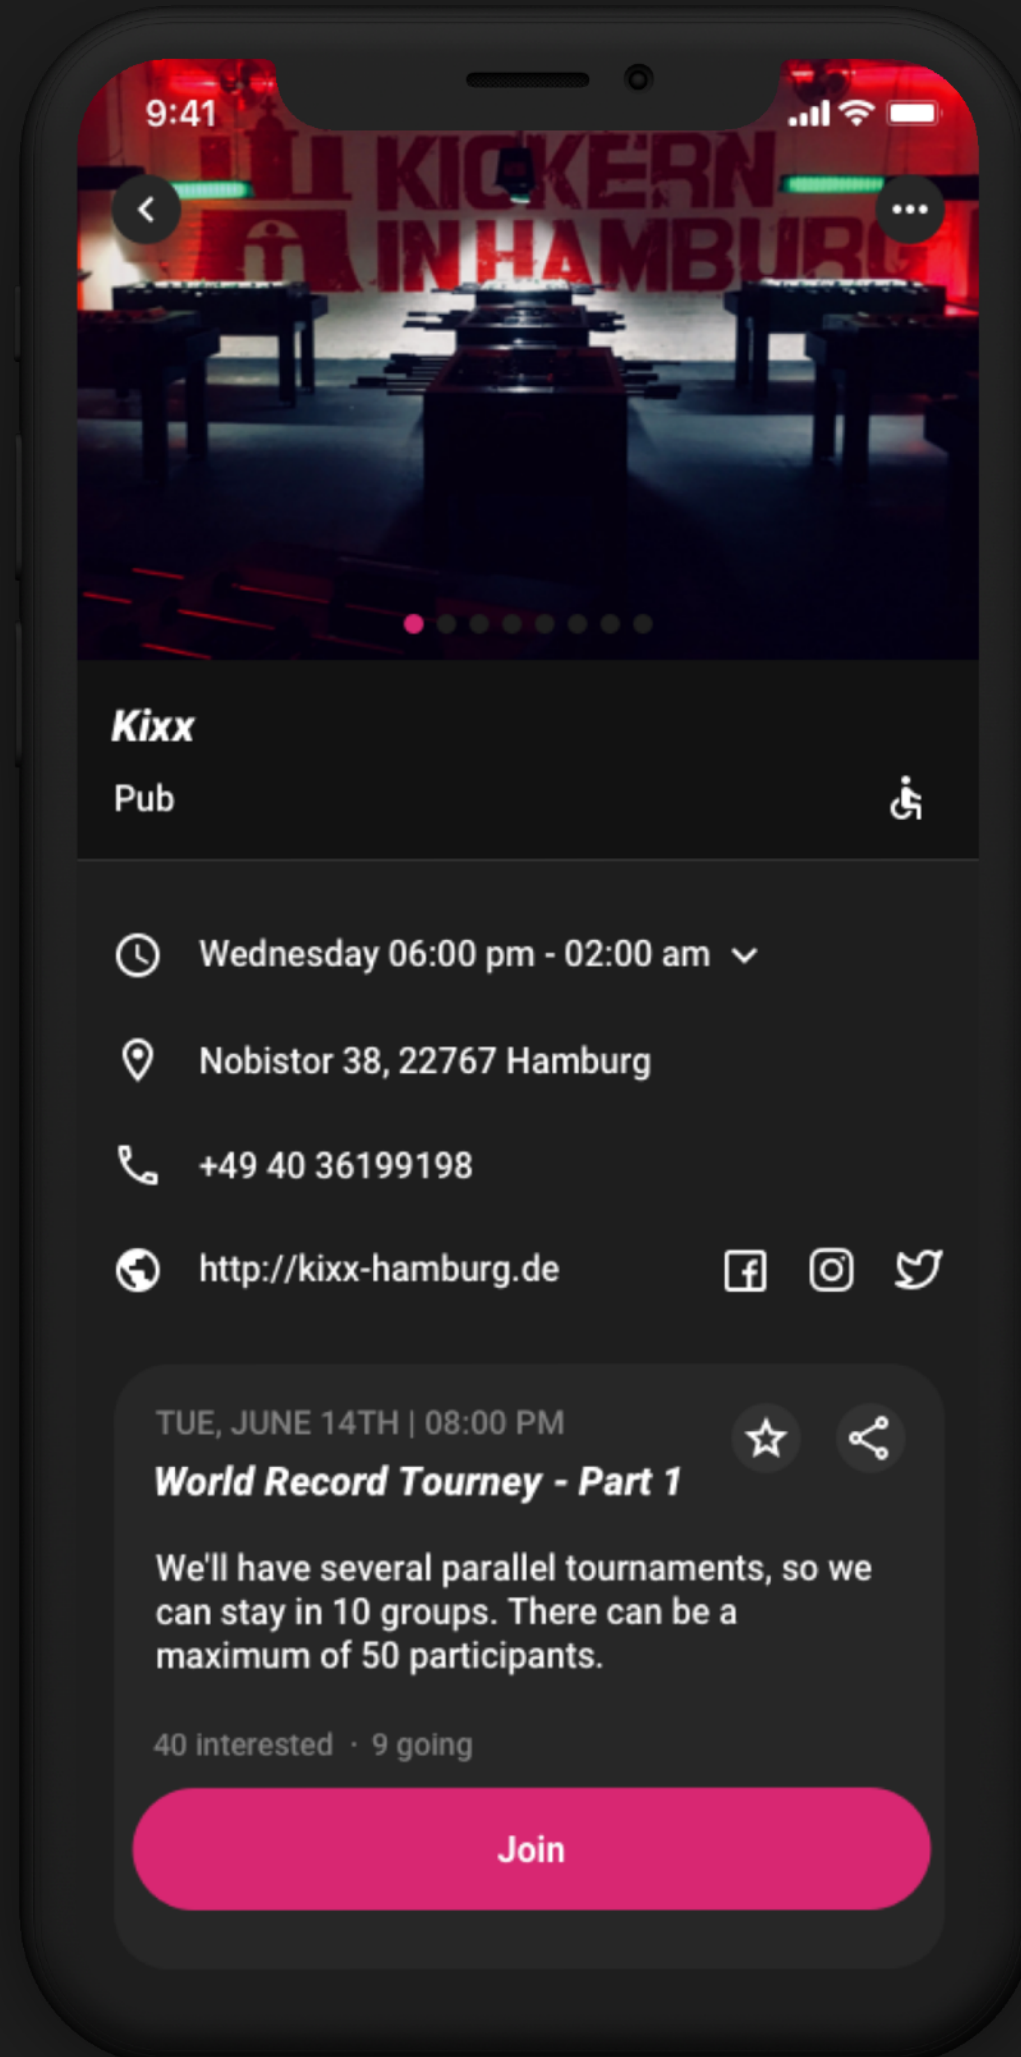 9:41
KICKERN
IN HAMBURG
Kixx
Pub
Wednesday 06:00 pm - 02:00 am
Nobistor 38, 22767 Hamburg
+49 40 36199198
http://kixx-hamburg.de
TUE, JUNE 14TH | 08:00 PM
World Record Tourney - Part 1
We'll have several parallel tournaments, so we
can stay in 10 groups. There can be a
maximum of 50 participants.
40 interested · 9 going
Join